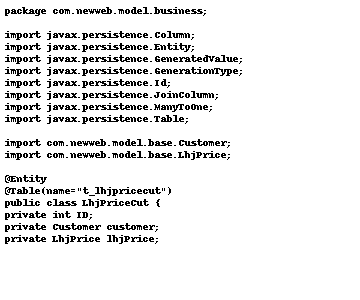 package com.newweb.model.business;
import javax.persistence.Column;
import javax.persistence.Entity;
import javax.persistence.GeneratedValue;
import javax.persistence.GenerationType;
import javax.persistence.Id;
import javax.persistence.JoinColumn;
import javax.persistence.ManyToOne;
import javax.persistence.Table;
import com.newweb.model.base.Customer;
import com.newweb.model.base.LhjPrice;
@Entity
@Table(name="t_lhjpricecut")
public class LhjPriceCut {
private int ID;
private Customer customer;
private LhjPrice lhjPrice;